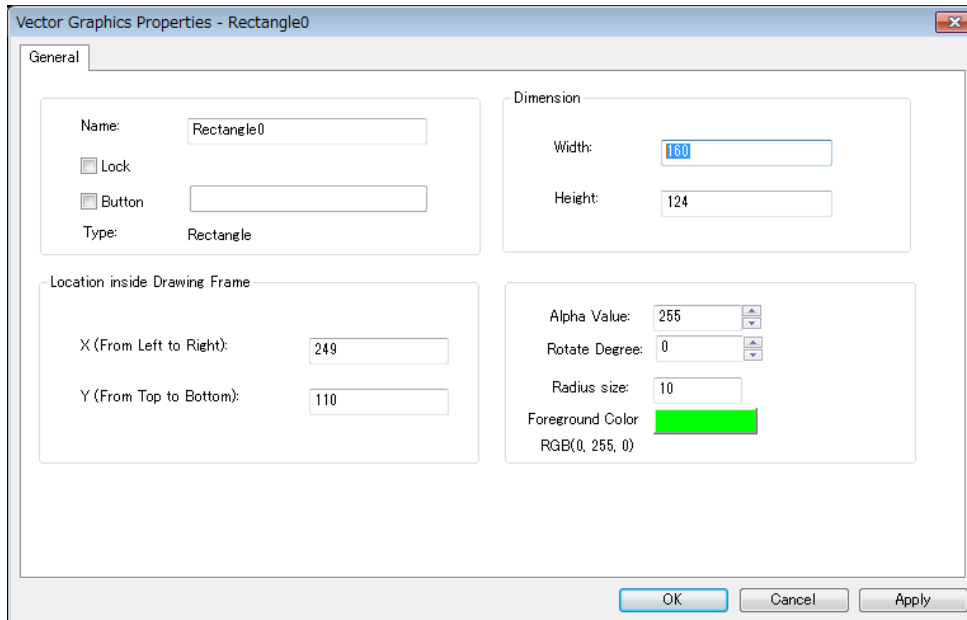 Vector Graphics Properties - Rectangle0
General
Name: Rectangle0
Lock
Button
Type: Rectangle
Dimension
Width: 160
Height: 124
Location inside Drawing Frame
X (From Left to Right): 249
Y (From Top to Bottom): 110
Alpha Value: 255
Rotate Degree: 0
Radius size: 10
Foreground Color
RGB(0, 255, 0)
OK Cancel Apply